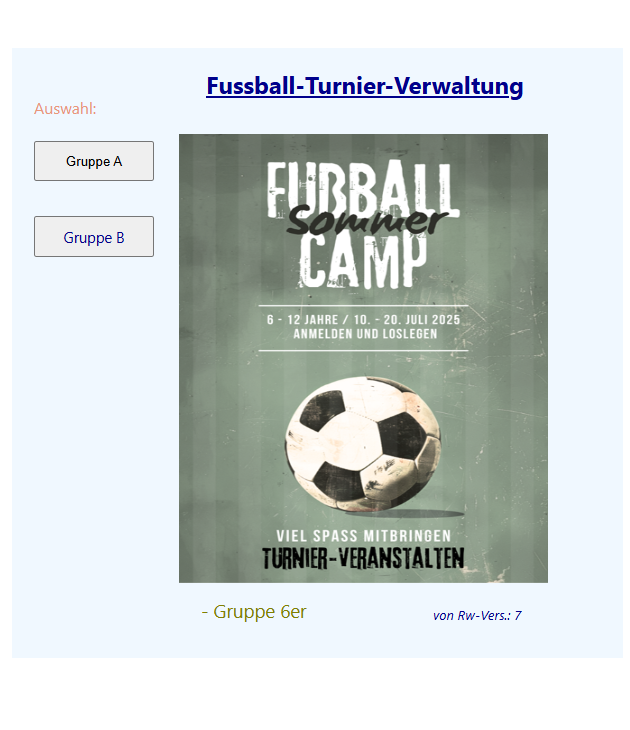 Fussball-Turnier-Verwaltung
Auswahl:
Gruppe A
Gruppe B
FUẞBALL
Sommer
CAMP
6 - 12 JAHRE / 10. - 20. JULI 2025
ANMELDEN UND LOSLEGEN
VIEL SPASS MITBRINGEN
TURNIER-VERANSTALTEN
- Gruppe 6er
von Rw-Vers.: 7